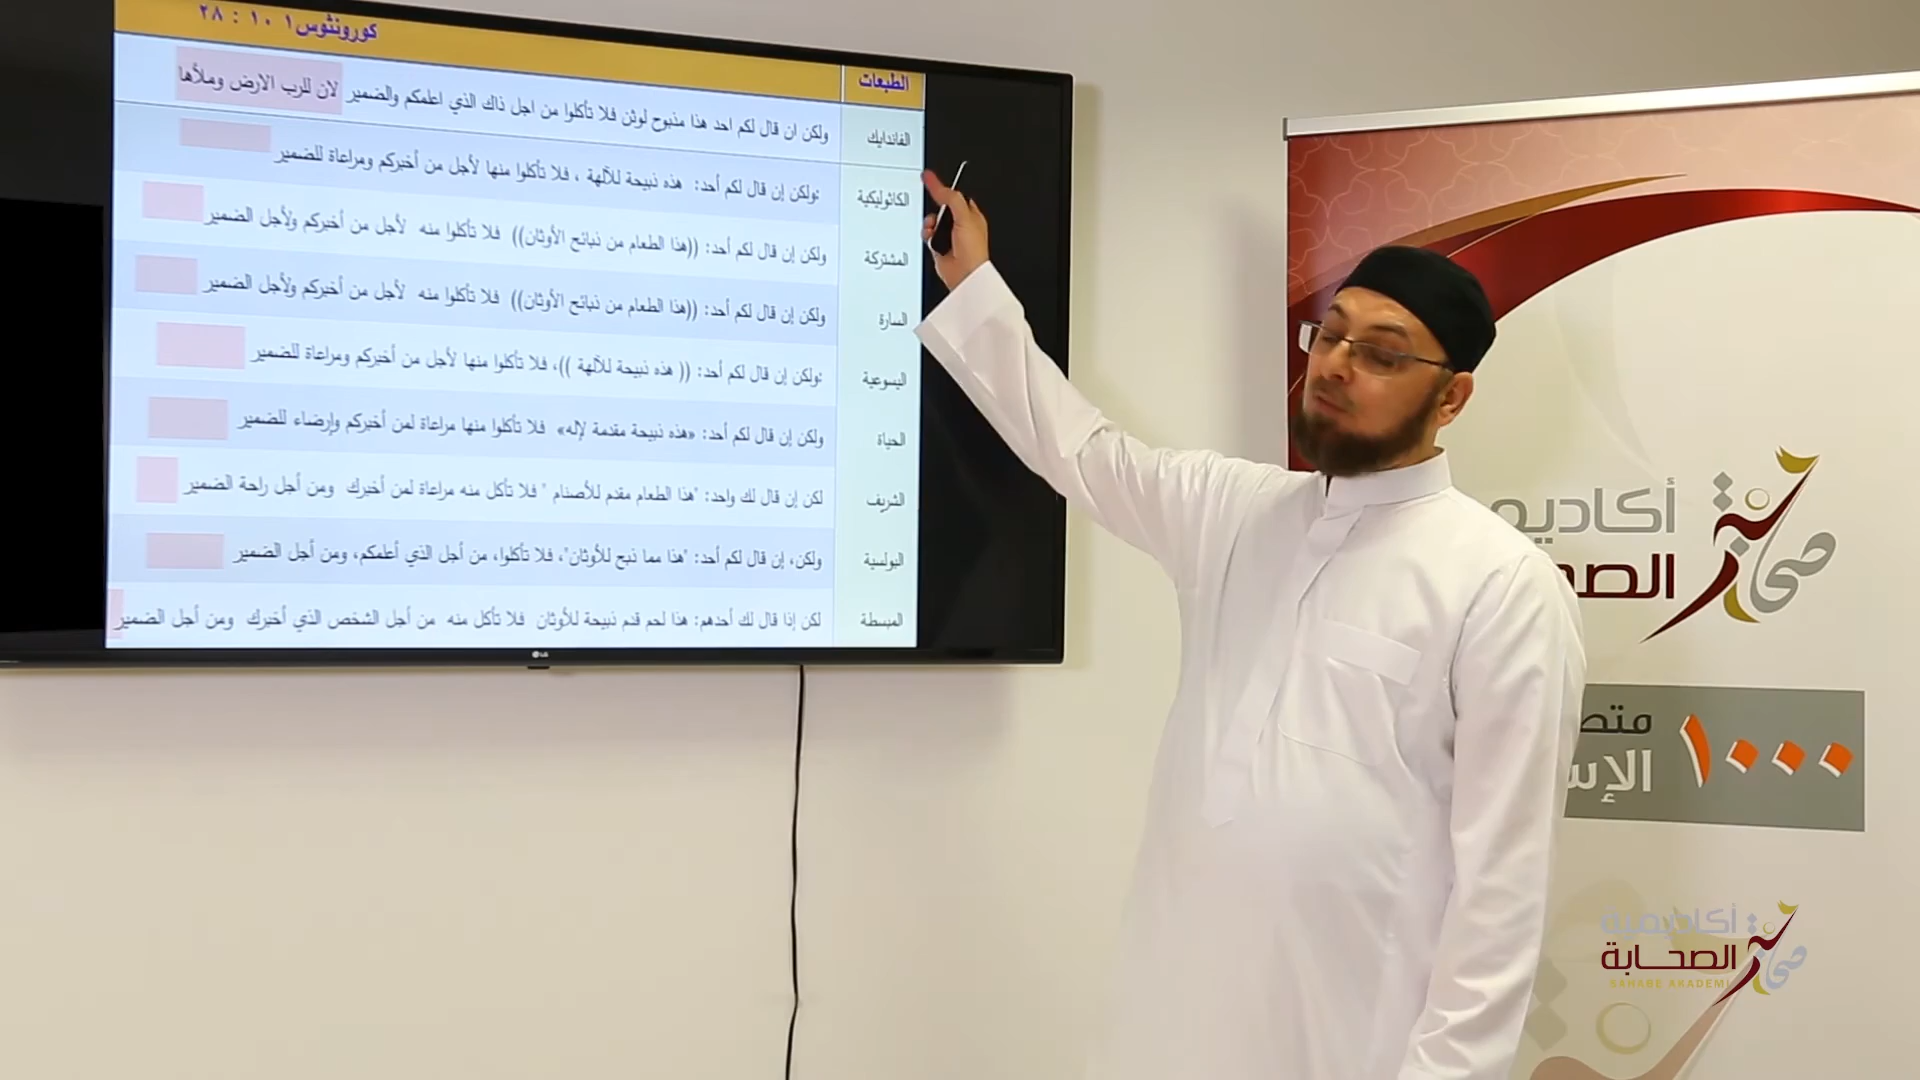 كورونثوس١ ١٠ : ٢٨
الطبعات
الفاندايك
ولكن ان قال لكم احد هذا مذبوح لوثن فلا تأكلوا من اجل ذاك الذي اعلمكم والضمير لان للرب الارض وملأها
الكاثوليكية
:ولكن إن قال لكم أحد: هذه ذبيحة للآلهة ، فلا تأكلوا منها لأجل من أخبركم ومراعاة للضمير
المشتركة
ولكن إن قال لكم أحد: ((هذا الطعام من ذبائح الأوثان)) فلا تأكلوا منه لأجل من أخبركم ولأجل الضمير
السارة
ولكن إن قال لكم أحد: ((هذا الطعام من ذبائح الأوثان)) فلا تأكلوا منه لأجل من أخبركم ولأجل الضمير
اليسوعية
:ولكن إن قال لكم أحد: (( هذه ذبيحة للآلهة ))، فلا تأكلوا منها لأجل من أخبركم ومراعاة للضمير
الحياة
ولكن إن قال لكم أحد: «هذه ذبيحة مقدمة لإله» فلا تأكلوا منها مراعاة لمن أخبركم وإرضاء للضمير
الشريف
لكن إن قال لك واحد: "هذا الطعام مقدم للأصنام " فلا تأكل منه مراعاة لمن أخبرك ومن أجل راحة الضمير
البولسية
ولكن، إن قال لكم أحد: "هذا مما ذبح للأوثان"، فلا تأكلوا، من أجل الذي أعلمكم، ومن أجل الضمير
المبسطة
لكن إذا قال لك أحدهم: هذا لحم قدم ذبيحة للأوثان فلا تأكل منه من أجل الشخص الذي أخبرك ومن أجل الضمير
LG
أكاديم
الصح
صحابة
متط
١٠٠٠
الإس
أكاديمية
الصحابة
SAHABE AKADEMİ